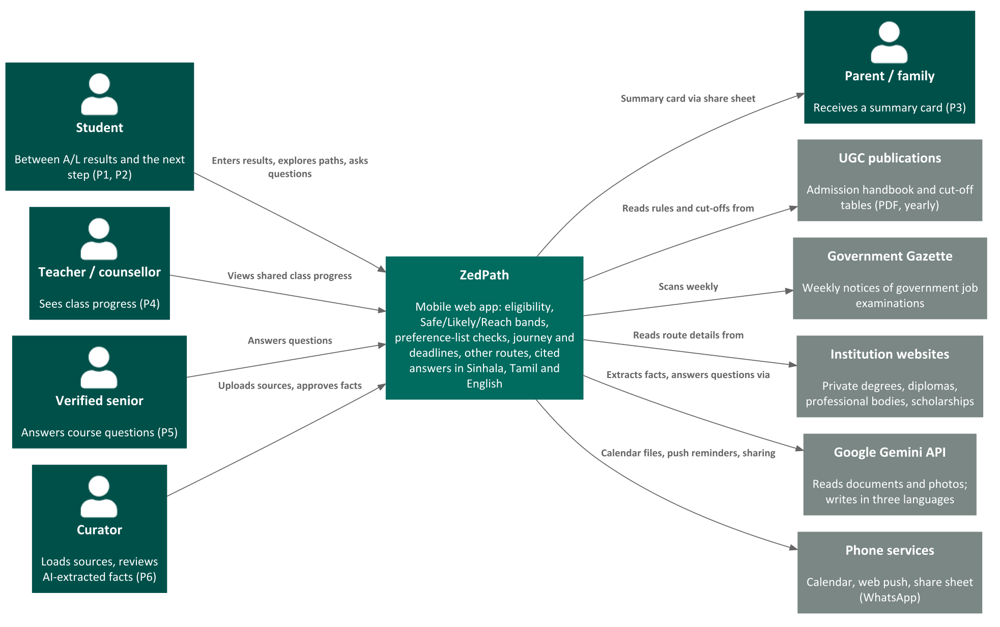 Student
Between A/L results and the next
step (P1, P2)
Teacher / counsellor
Sees class progress (P4)
Verified senior
Answers course questions (P5)
Curator
Loads sources, reviews
AI-extracted facts (P6)
Enters results, explores paths, asks
questions
Views shared class progress
Answers questions
Uploads sources, approves facts
ZedPath
Mobile web app: eligibility,
Safe/Likely/Reach bands,
preference-list checks, journey and
deadlines, other routes, cited
answers in Sinhala, Tamil and
English
Summary card via share sheet
Reads rules and cut-offs from
Scans weekly
Reads route details from
Extracts facts, answers questions via
Calendar files, push reminders, sharing
Parent / family
Receives a summary card (P3)
UGC publications
Admission handbook and cut-off
tables (PDF, yearly)
Government Gazette
Weekly notices of government job
examinations
Institution websites
Private degrees, diplomas,
professional bodies, scholarships
Google Gemini API
Reads documents and photos;
writes in three languages
Phone services
Calendar, web push, share sheet
(WhatsApp)